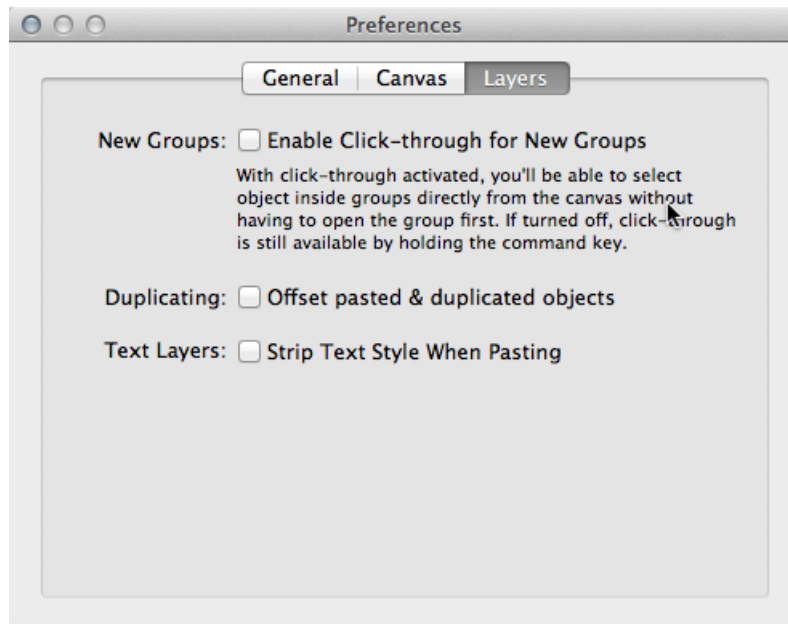 Preferences
General Canvas Layers
New Groups: Enable Click-through for New Groups
With click-through activated, you'll be able to select
object inside groups directly from the canvas without
having to open the group first. If turned off, click-through
is still available by holding the command key.
Duplicating: Offset pasted & duplicated objects
Text Layers: Strip Text Style When Pasting